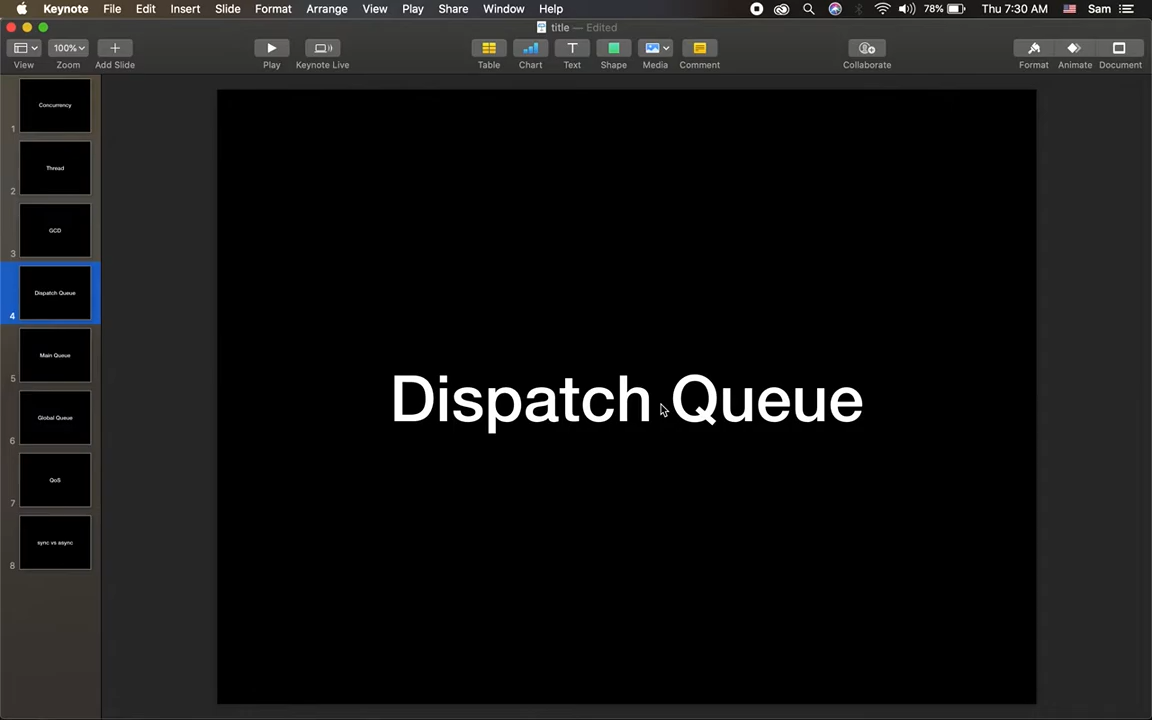 Keynote File Edit Insert Format Slide Arrange View Play Share Window Help 78% Thu 7:30 AM Sam
title — Edited
100%
View Zoom Add Slide Play Keynote Live Table Chart Text Shape Media Comment Collaborate Format Animate Document
Concurrency
1
Thread
2
GCD
3
Dispatch Queue
4
Main Queue
5
Global Queue
6
QoS
7
sync vs async
8
Dispatch Queue